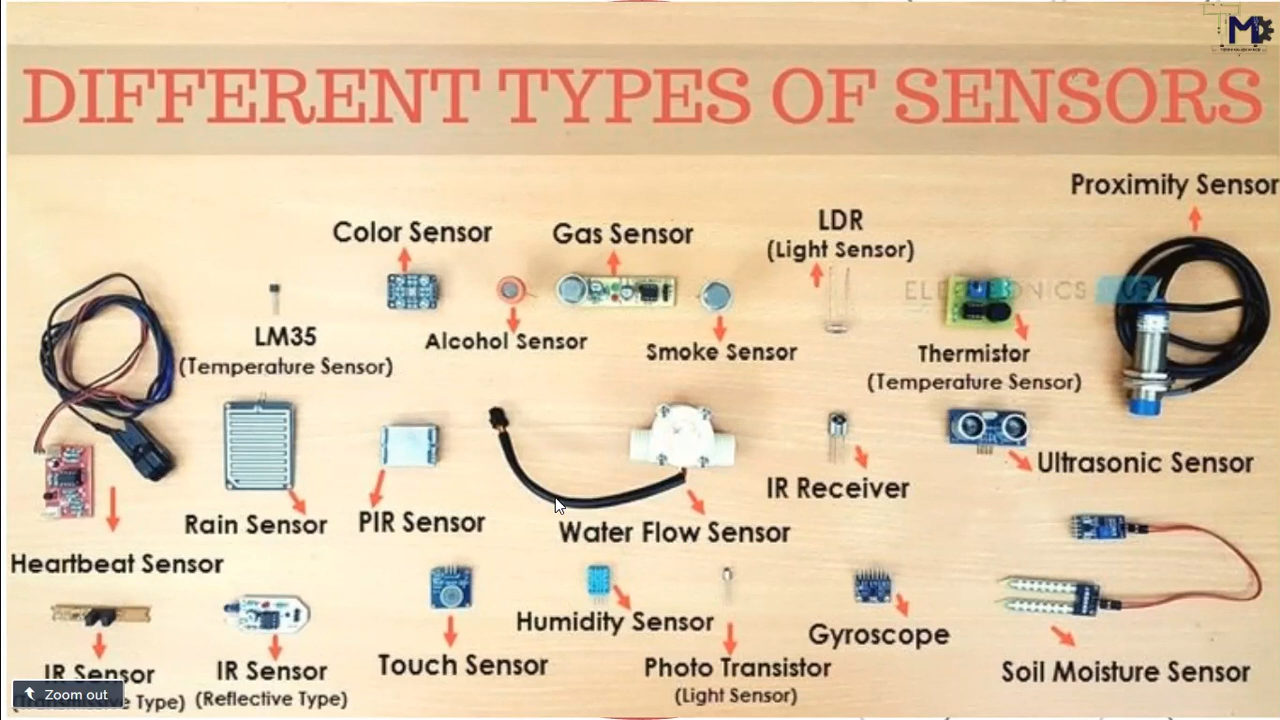 DIFFERENT TYPES OF SENSORS
Proximity Sensor
Color Sensor
Gas Sensor
LDR
(Light Sensor)
Alcohol Sensor
Smoke Sensor
LM35
(Temperature Sensor)
Thermistor
(Temperature Sensor)
Rain Sensor
PIR Sensor
Water Flow Sensor
IR Receiver
Ultrasonic Sensor
Heartbeat Sensor
Humidity Sensor
Gyroscope
IR Sensor
(Transmissive Type)
IR Sensor
(Reflective Type)
Touch Sensor
Photo Transistor
(Light Sensor)
Soil Moisture Sensor
Zoom out